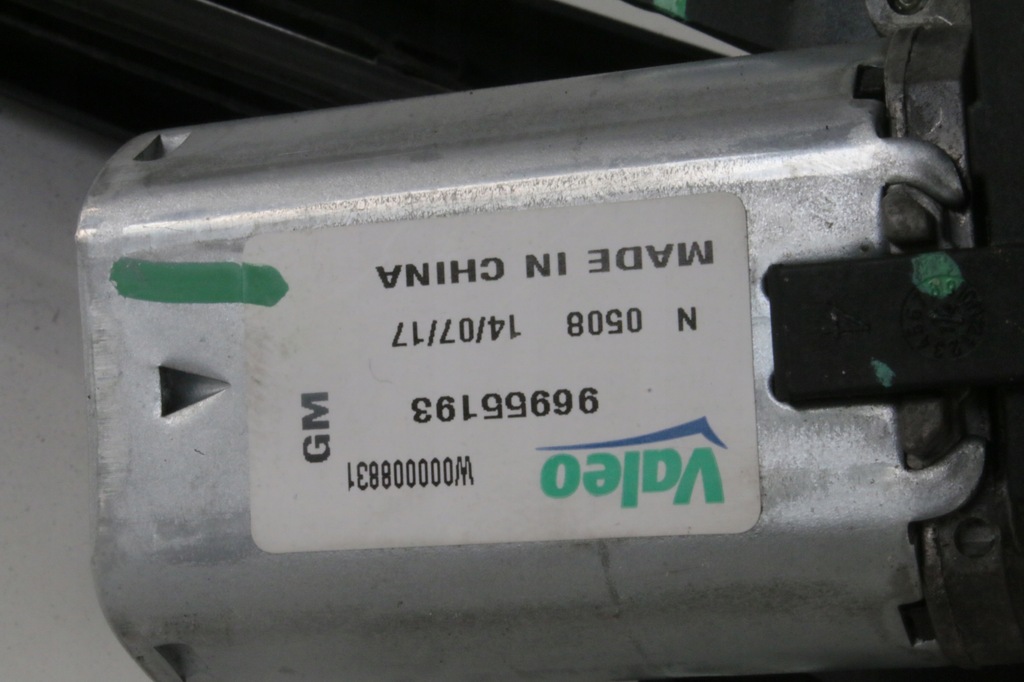 Valeo W000008831
96955193
GM
N 0508 14/07/17
MADE IN CHINA